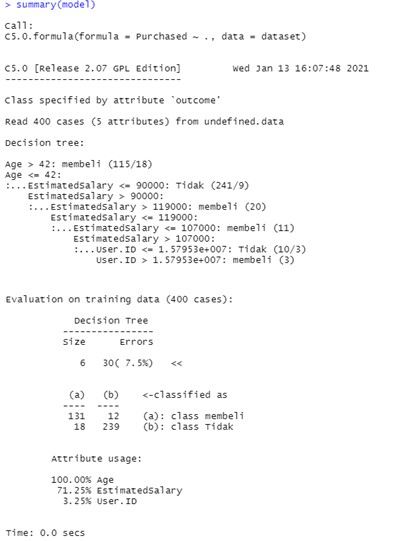 > summary(model)
Call:
C5.0.formula(formula = Purchased ~ ., data = dataset)
C5.0 [Release 2.07 GPL Edition]          Wed Jan 13 16:07:48 2021
-------------------------------
Class specified by attribute `outcome'
Read 400 cases (5 attributes) from undefined.data
Decision tree:
Age > 42: membeli (115/18)
Age <= 42:
:...EstimatedSalary <= 90000: Tidak (241/9)
    EstimatedSalary > 90000:
    :...EstimatedSalary > 119000: membeli (20)
        EstimatedSalary <= 119000:
        :...EstimatedSalary <= 107000: membeli (11)
            EstimatedSalary > 107000:
            :...User.ID <= 1.57953e+007: Tidak (10/3)
                User.ID > 1.57953e+007: membeli (3)
Evaluation on training data (400 cases):
Decision Tree
----------------
Size      Errors
6   30( 7.5%)   <<
(a)   (b)    <-classified as
----  ----
131    12    (a): class membeli
18   239    (b): class Tidak
Attribute usage:
100.00% Age
71.25% EstimatedSalary
3.25% User.ID
Time: 0.0 secs